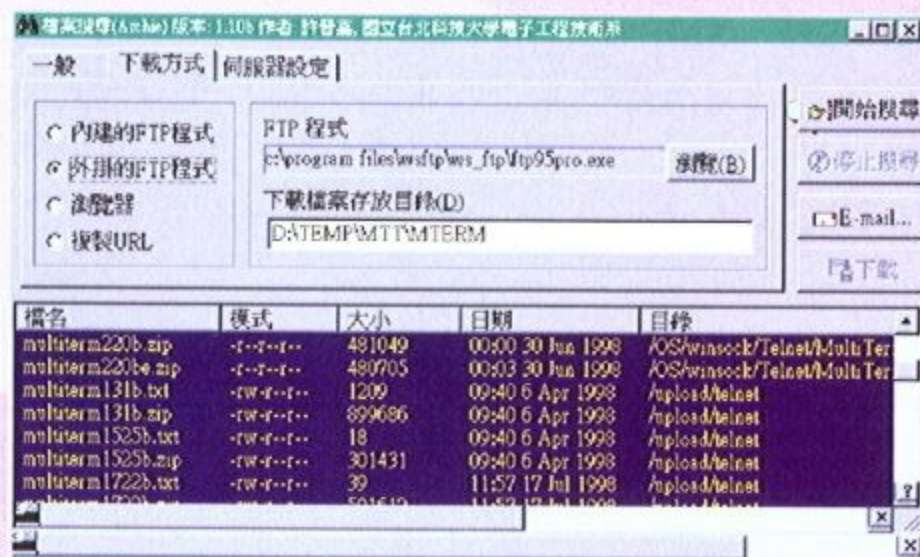 檔案搜尋(Archie) 版本: 1.10b 作者: 許晉嘉, 國立台北科技大學電子工程技術系
一般 下載方式 伺服器設定
內建的FTP程式
外掛的FTP程式
瀏覽器
複製URL
FTP 程式
c:\program files\wsftp\ws_ftp\ftp95pro.exe 瀏覽(B)
下載檔案存放目錄(D)
D:\TEMP\MTT\MTERM
開始搜尋
停止搜尋
E-mail...
下載
檔名 模式 大小 日期 目錄
multiterm220b.zip -r--r--r-- 481049 00:00 30 Jun 1998 /OS/winsock/Telnet/MultiTer
multiterm220be.zip -r--r--r-- 480705 00:03 30 Jun 1998 /OS/winsock/Telnet/MultiTer
multiterm131b.txt -rw-r--r-- 1209 09:40 6 Apr 1998 /upload/telnet
multiterm131b.zip -rw-r--r-- 899686 09:40 6 Apr 1998 /upload/telnet
multiterm1525b.txt -rw-r--r-- 18 09:40 6 Apr 1998 /upload/telnet
multiterm1525b.zip -rw-r--r-- 301431 09:40 6 Apr 1998 /upload/telnet
multiterm1722b.txt -rw-r--r-- 39 11:57 17 Jul 1998 /upload/telnet